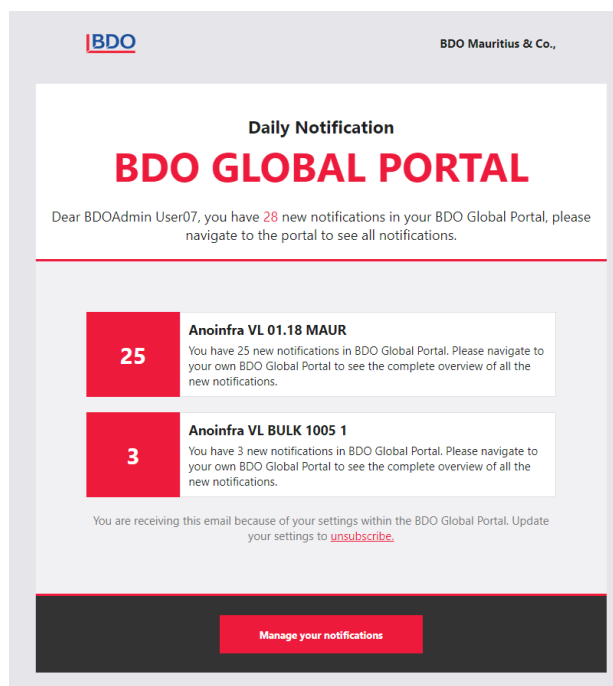 BDO
BDO Mauritius & Co.,
Daily Notification
BDO GLOBAL PORTAL
Dear BDOAdmin User07, you have 28 new notifications in your BDO Global Portal, please
navigate to the portal to see all notifications.
25
Anoinfra VL 01.18 MAUR
You have 25 new notifications in BDO Global Portal. Please navigate to
your own BDO Global Portal to see the complete overview of all the
new notifications.
3
Anoinfra VL BULK 1005 1
You have 3 new notifications in BDO Global Portal. Please navigate to
your own BDO Global Portal to see the complete overview of all the
new notifications.
You are receiving this email because of your settings within the BDO Global Portal. Update
your settings to unsubscribe.
Manage your notifications